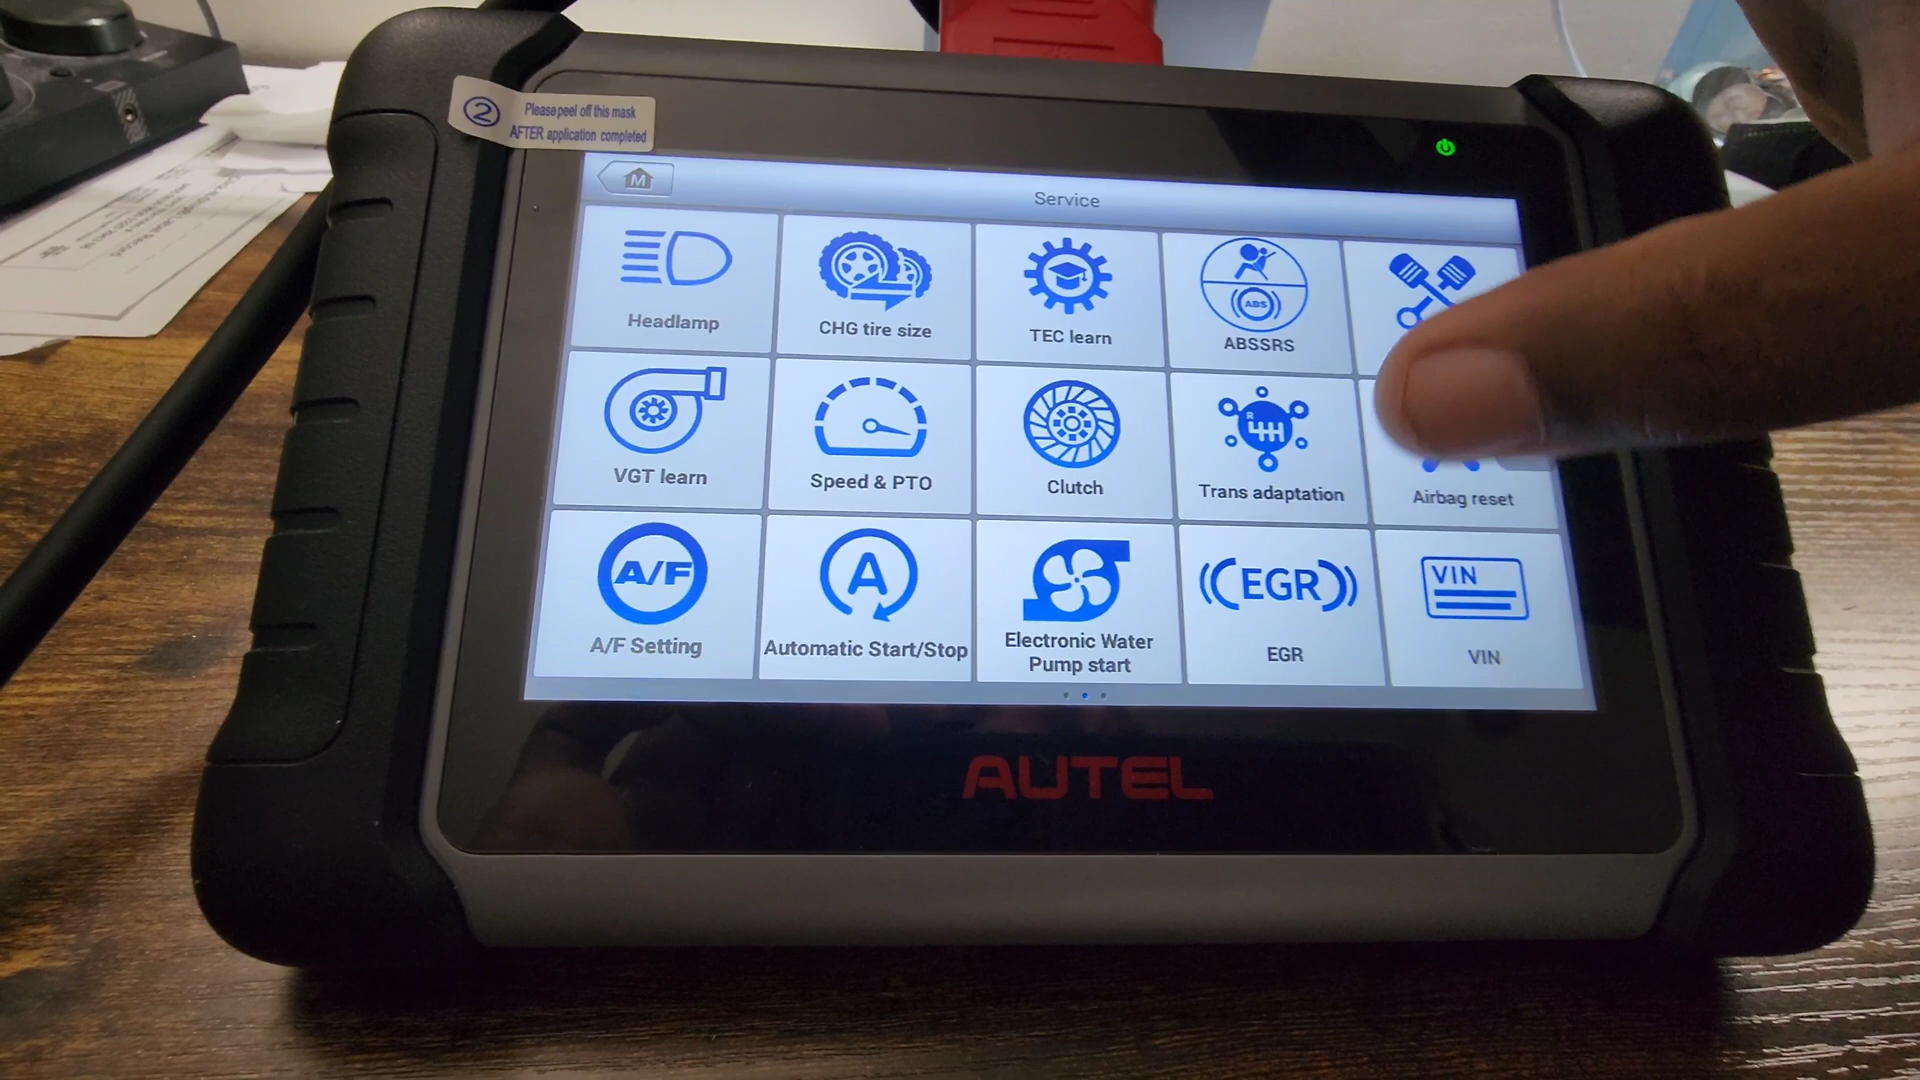 2
Please peel off this mask
AFTER application completed
M
Service
Headlamp
CHG tire size
TEC learn
ABS
ABSSRS
VGT learn
Speed & PTO
Clutch
R
Trans adaptation
Airbag reset
A/F
A/F Setting
A
Automatic Start/Stop
Electronic Water
Pump start
EGR
EGR
VIN
VIN
AUTEL